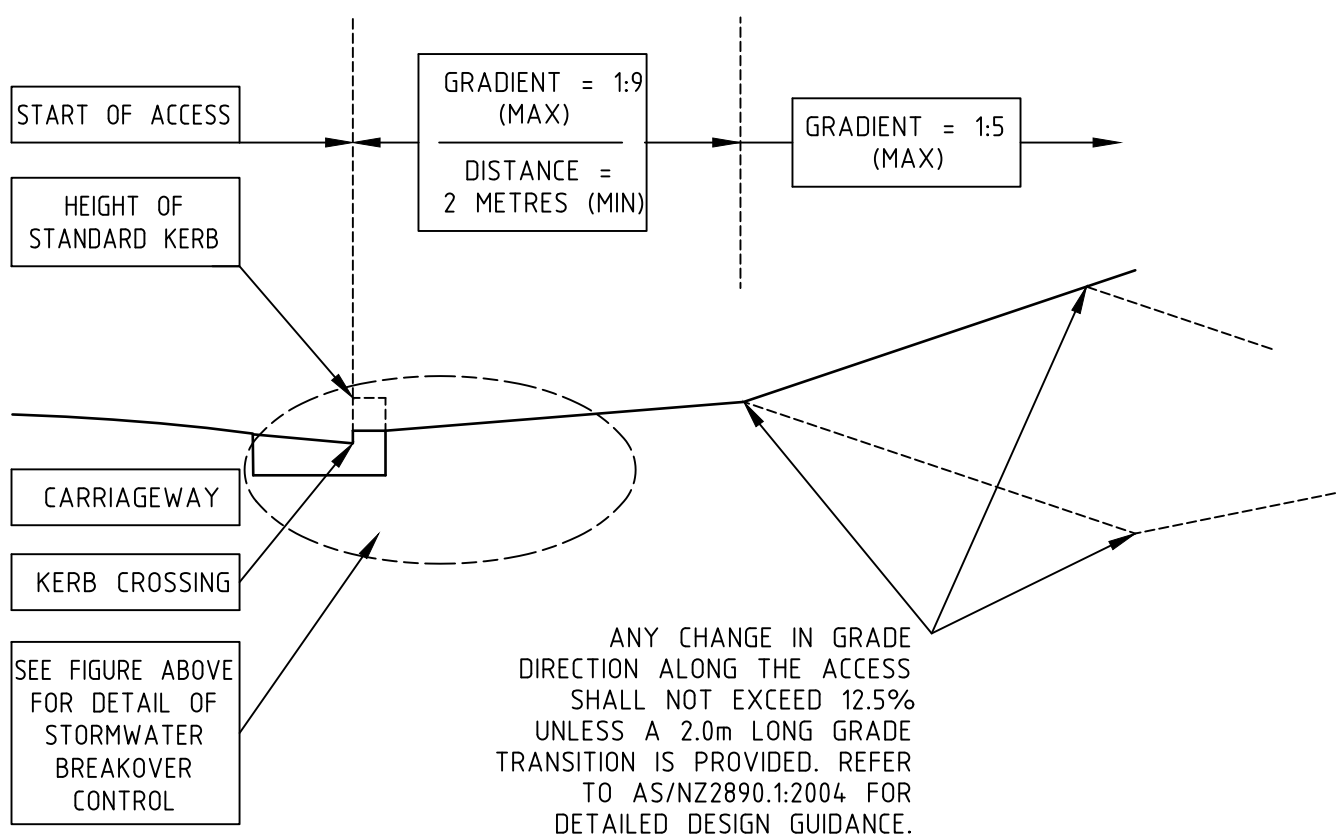 START OF ACCESS
GRADIENT = 1:9
(MAX)
DISTANCE =
2 METRES (MIN)
GRADIENT = 1:5
(MAX)
HEIGHT OF
STANDARD KERB
CARRIAGEWAY
KERB CROSSING
SEE FIGURE ABOVE
FOR DETAIL OF
STORMWATER
BREAKOVER
CONTROL
ANY CHANGE IN GRADE
DIRECTION ALONG THE ACCESS
SHALL NOT EXCEED 12.5%
UNLESS A 2.0m LONG GRADE
TRANSITION IS PROVIDED. REFER
TO AS/NZ2890.1:2004 FOR
DETAILED DESIGN GUIDANCE.